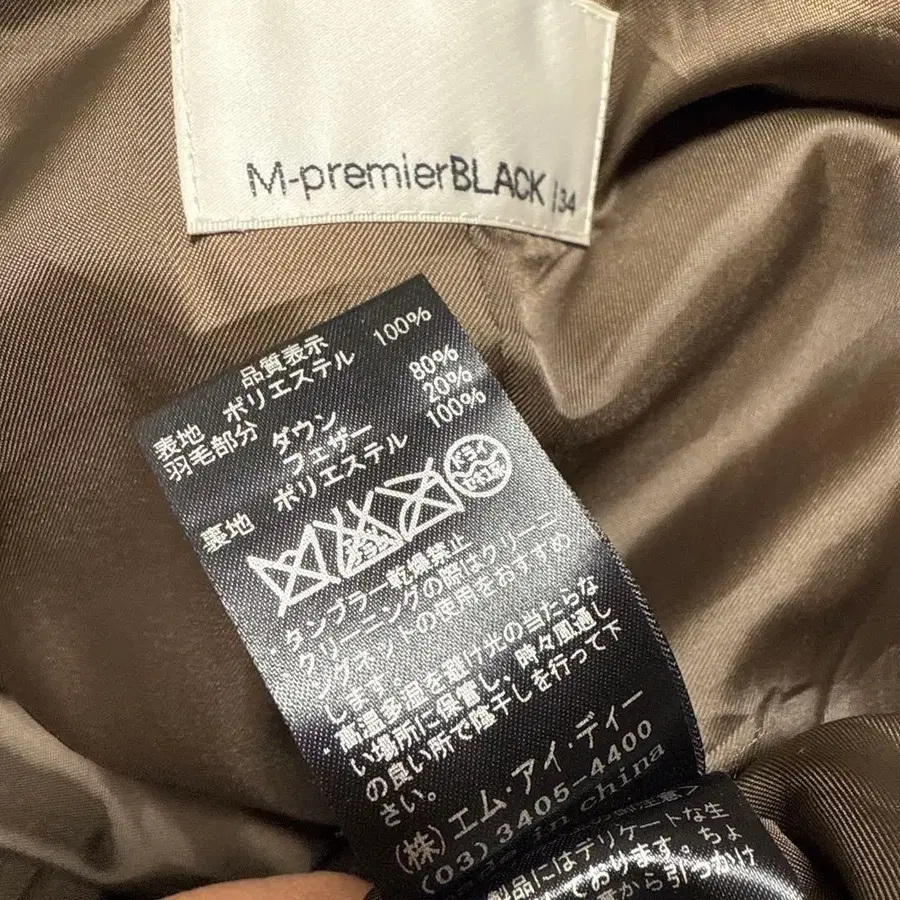 M-premierBLACK |34
品質表示
表地 ポリエステル 100%
羽毛部分 ダウン 80%
フェザー 20%
裏地 ポリエステル 100%
・タンブラー乾燥禁止
・クリーニングの際はクリーニ
ングネットの使用をおすすめ
します。
・高温多湿を避け光の当たらな
い場所に保管し、時々風通し
の良い所で陰干しを行って下
さい。
(株)エム・アイ・ディー
(03) 3405-4400
made in china
製品にはデリケートな生
ております。ちょ
から引っかけ